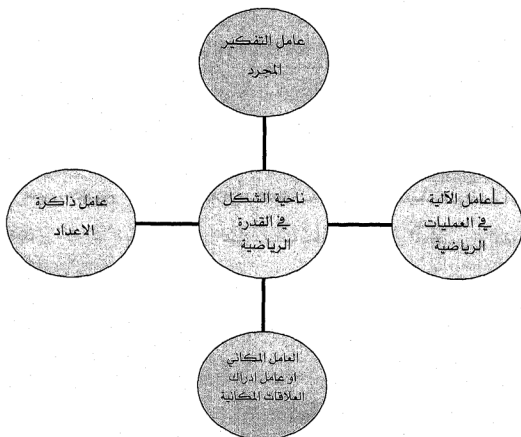 عامل التفكير
المجرد
عامل الآلية
في العمليات
الرياضية
ناحية الشكل
في القدرة
الرياضية
عامل ذاكرة
الاعداد
العامل المكاني
او عامل ادراك
العلاقات المكانية